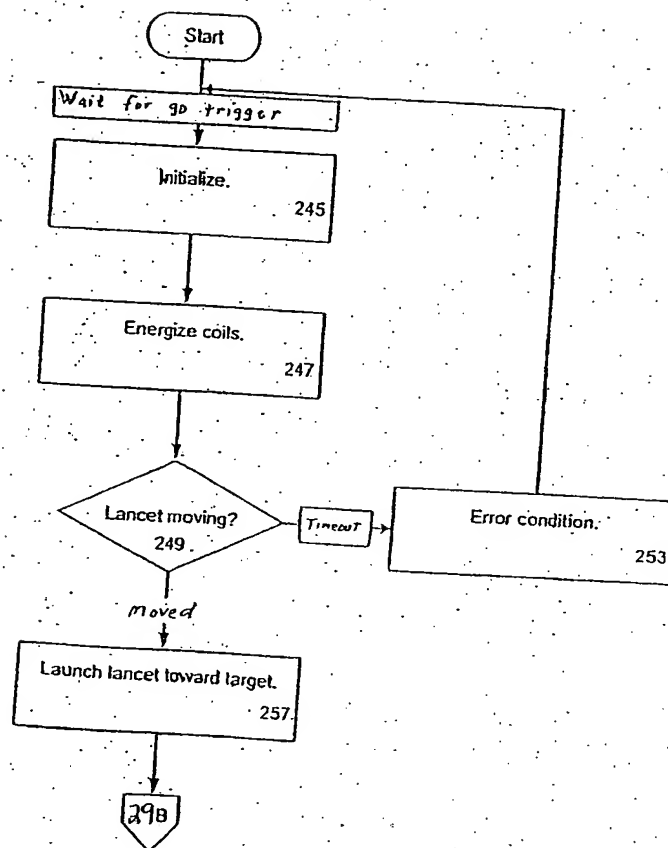 Start
Wait for go trigger
Initialize.
245
Energize coils.
247
Lancet moving?
249
Timeout
Error condition.
253
moved
Launch lancet toward target.
257
29B